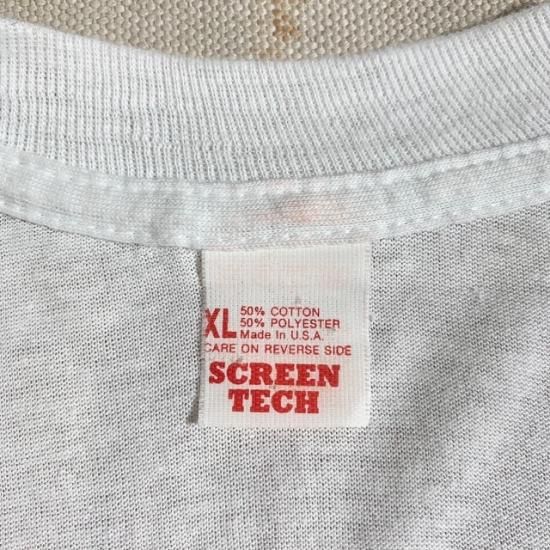 XL 50% COTTON
50% POLYESTER
Made In U.S.A.
CARE ON REVERSE SIDE
SCREEN
TECH